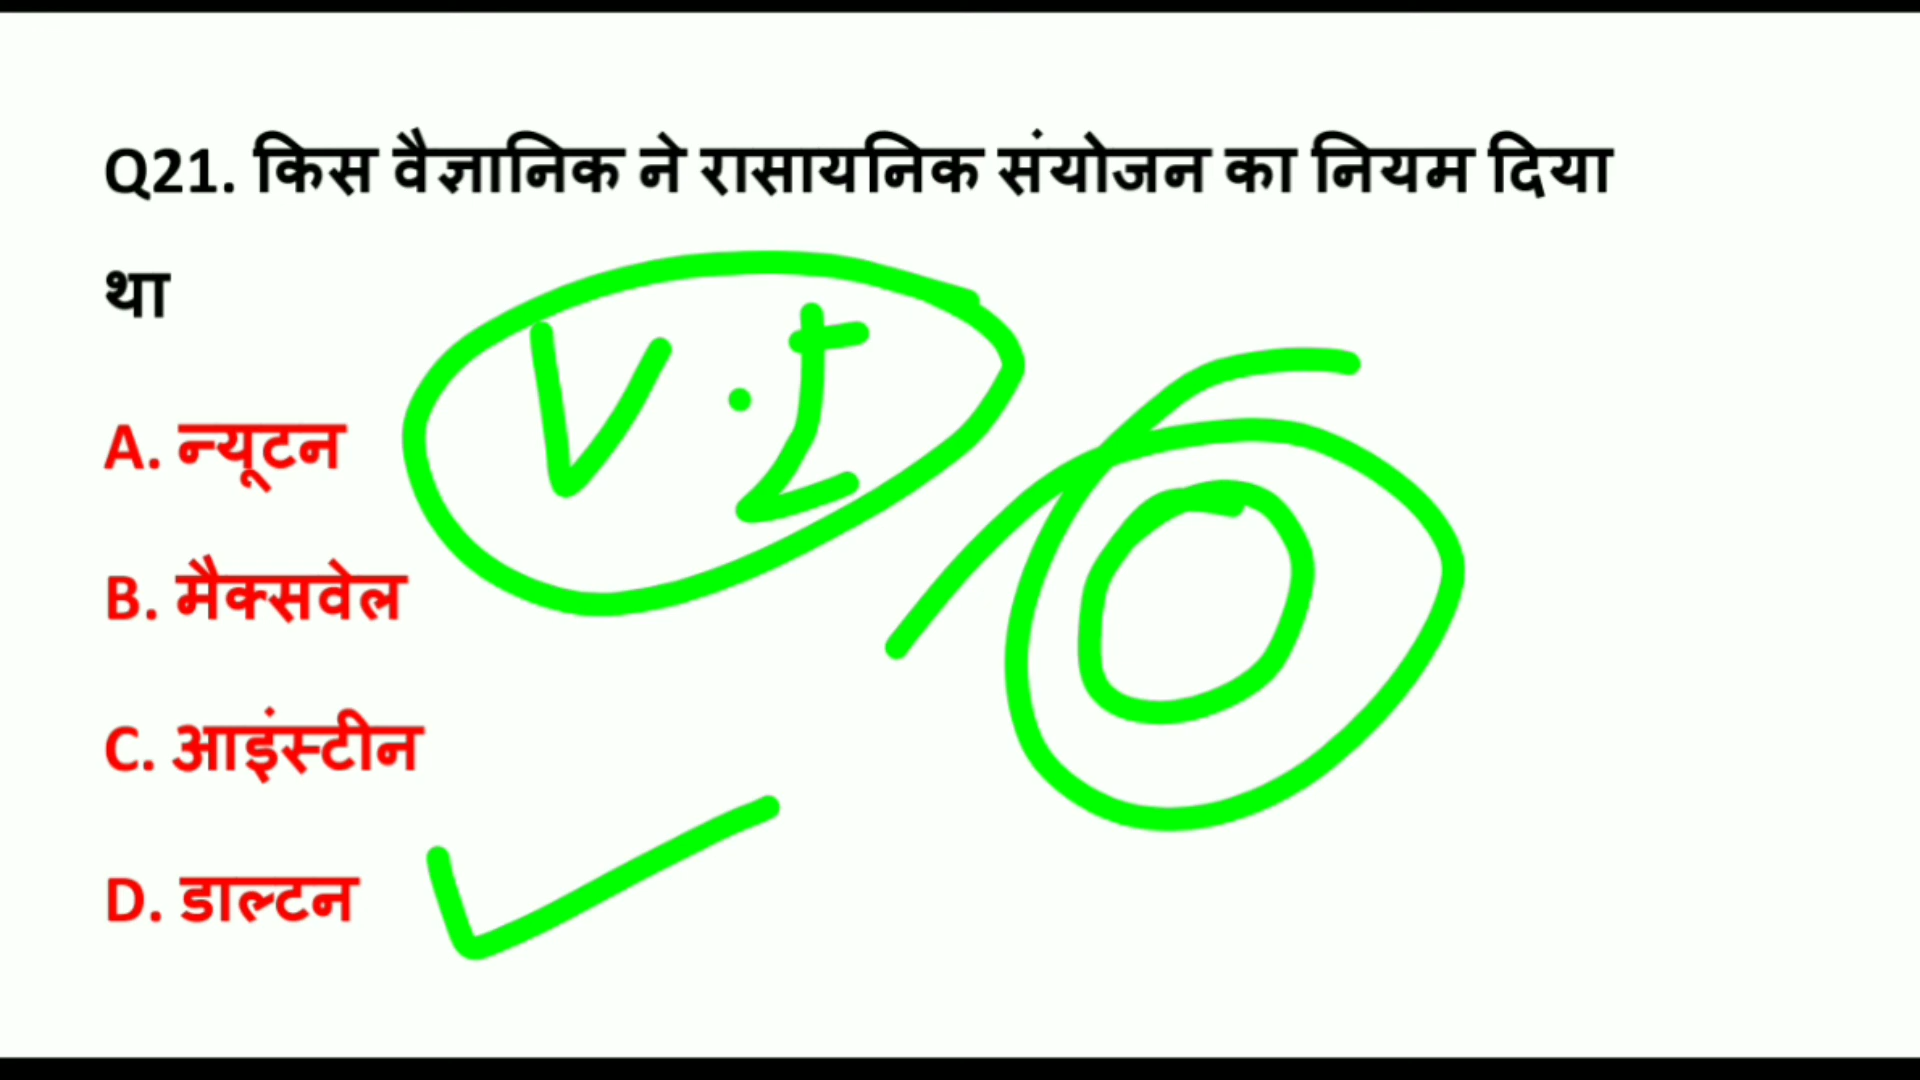 Q21. किस वैज्ञानिक ने रासायनिक संयोजन का नियम दिया
था
V.I
A. न्यूटन
B. मैक्सवेल
C. आइंस्टीन
D. डाल्टन